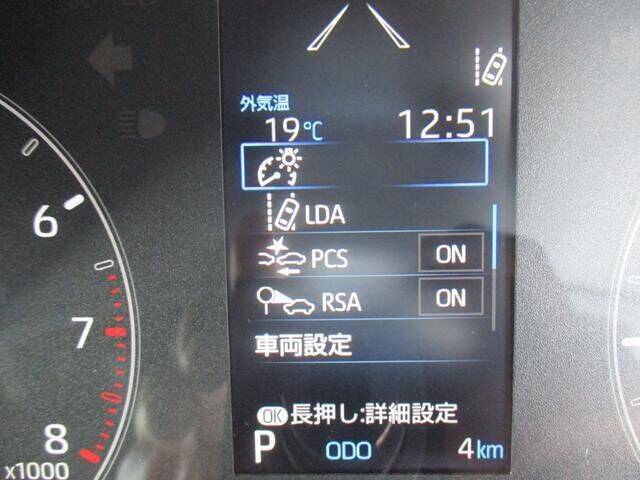 外気温
19℃ 12:51
LDA
PCS ON
RSA ON
車両設定
OK 長押し:詳細設定
P ODO 4km
6
7
8
x1000